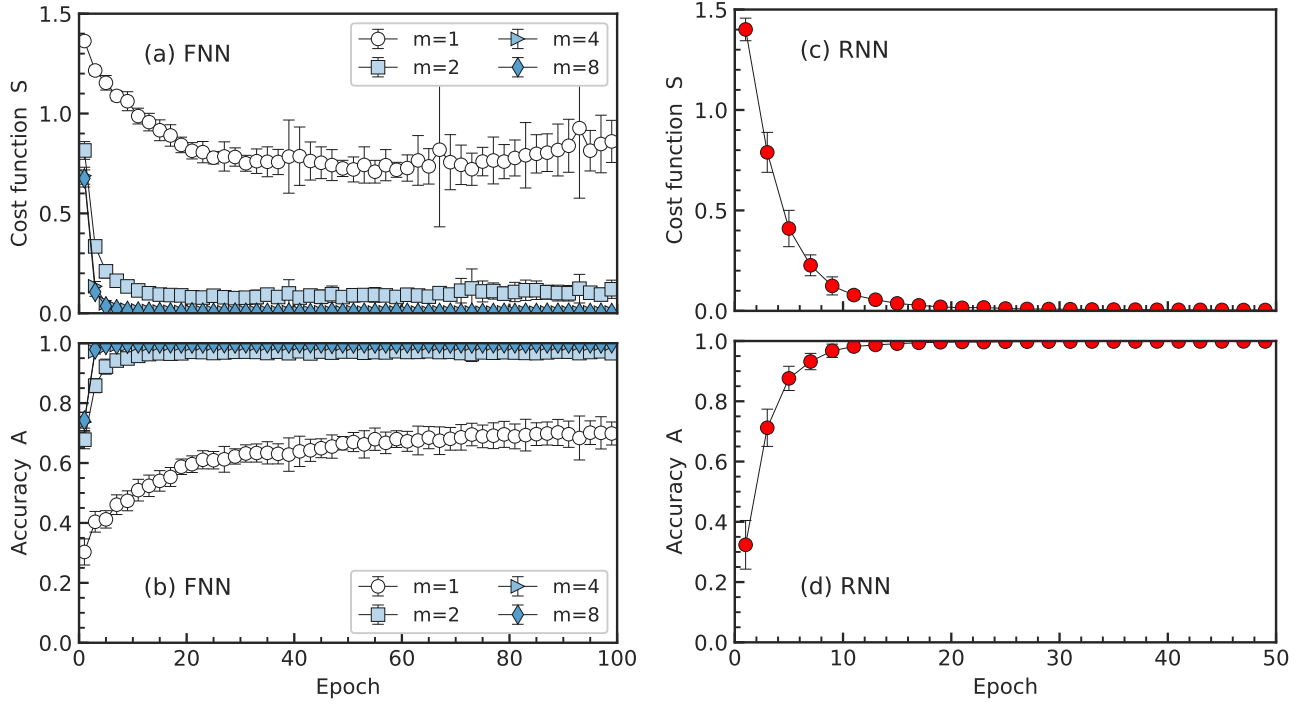 1.5
1.0
0.5
0.0
Cost function S
(a) FNN
m=1
m=2
m=4
m=8
1.5
1.0
0.5
0.0
Cost function S
(c) RNN
1.0
0.8
0.6
0.4
0.2
0.0
Accuracy A
(b) FNN
m=1
m=2
m=4
m=8
0
20
40
60
80
100
Epoch
1.0
0.8
0.6
0.4
0.2
0.0
Accuracy A
(d) RNN
0
10
20
30
40
50
Epoch